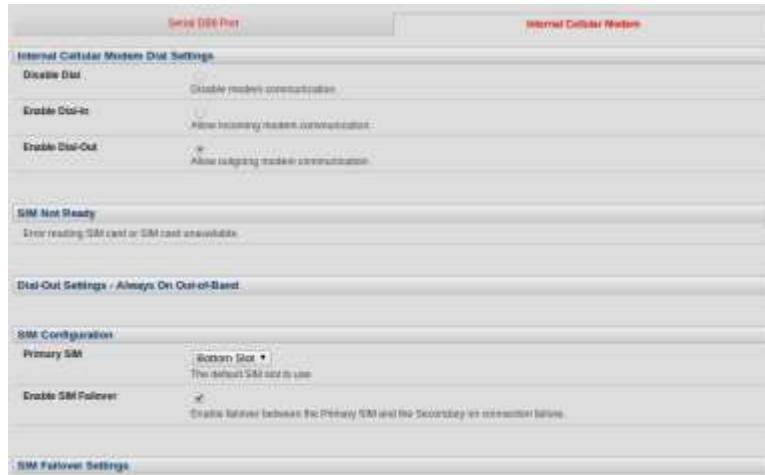 Serial DB9 Port
Internal Cellular Modem
Internal Cellular Modem Dial Settings
Disable Dial
Disable modem communication.
Enable Dial-In
Allow incoming modem communication.
Enable Dial-Out
Allow outgoing modem communication.
SIM Not Ready
Error reading SIM card or SIM card unavailable.
Dial-Out Settings - Always On Out-of-Band
SIM Configuration
Primary SIM
Bottom Slot
The default SIM slot to use.
Enable SIM Failover
Enable failover between the Primary SIM and the Secondary on connection failure.
SIM Failover Settings